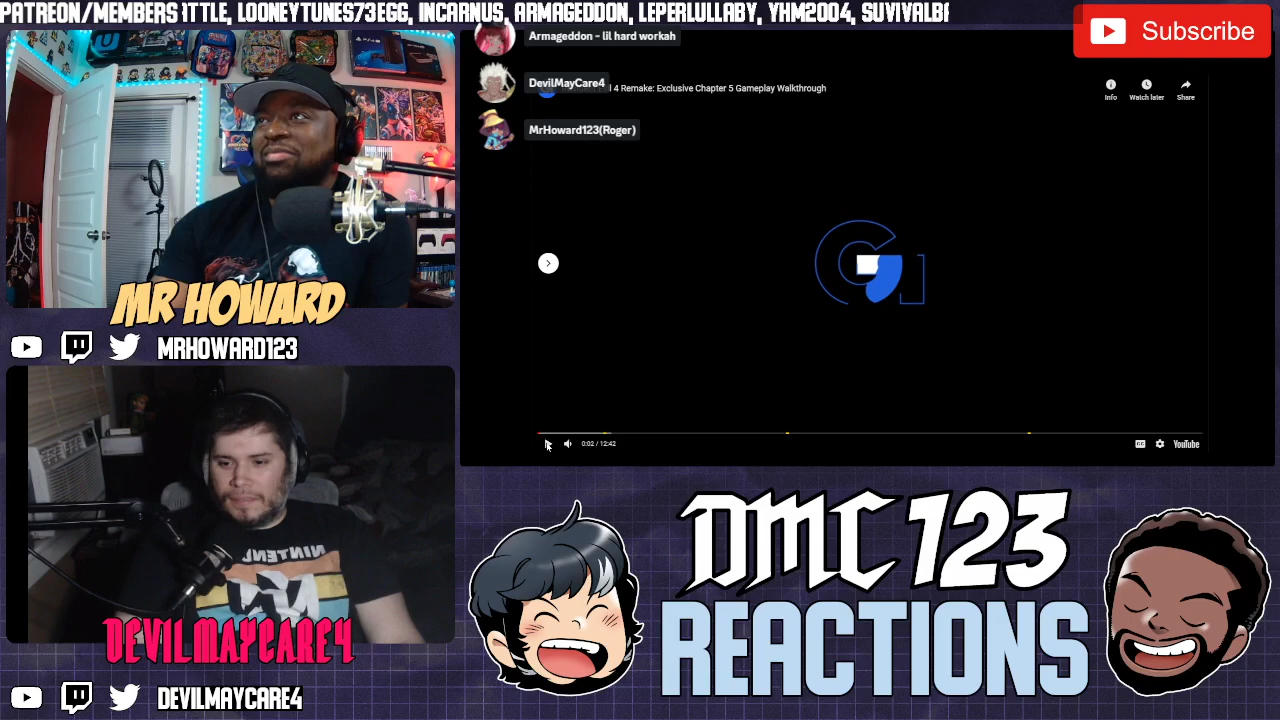 PATREON/MEMBERS
LOONEYTUNES73EGG, INCARNUS, ARMAGEDDON, LEPERLULLABY, YHM2004,
Subscribe
Armageddon - lil hard workah
DevilMayCare4
l 4 Remake: Exclusive Chapter 5 Gameplay Walkthrough
Info
Watch later
Share
MrHoward123(Roger)
MR HOWARD
MRHOWARD123
0:02 / 12:42
CC
YouTube
DEVILMAYCARE4
DEVILMAYCARE4
DMC 123
REACTIONS